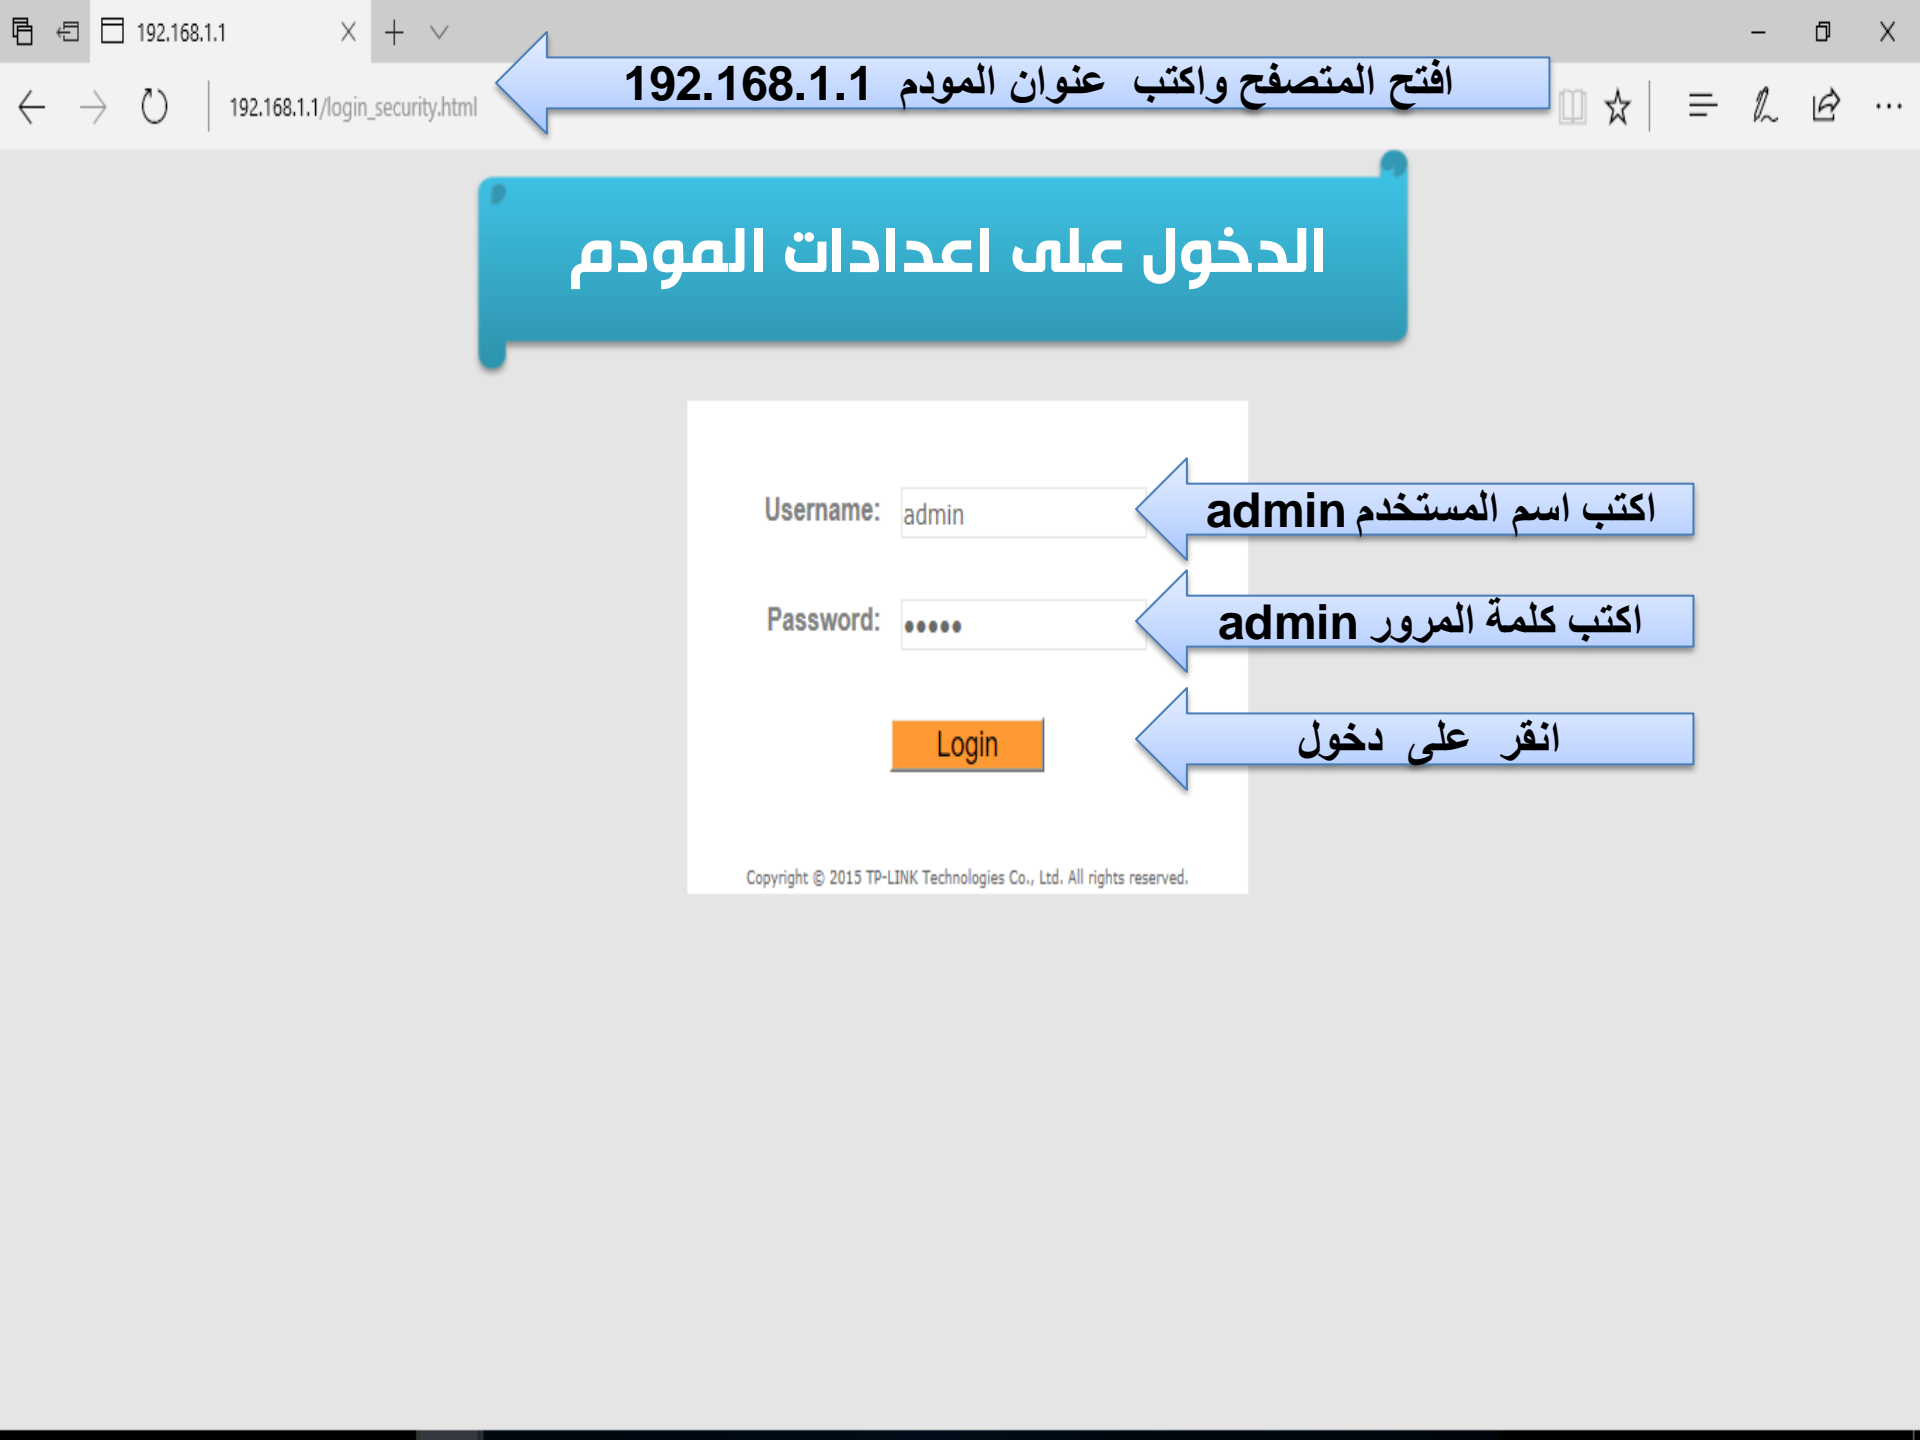 192.168.1.1
192.168.1.1/login_security.html
افتح المتصفح واكتب عنوان المودم 192.168.1.1
الدخول على اعدادات المودم
Username: admin
اكتب اسم المستخدم admin
Password: •••••
اكتب كلمة المرور admin
Login
انقر على دخول
Copyright © 2015 TP-LINK Technologies Co., Ltd. All rights reserved.